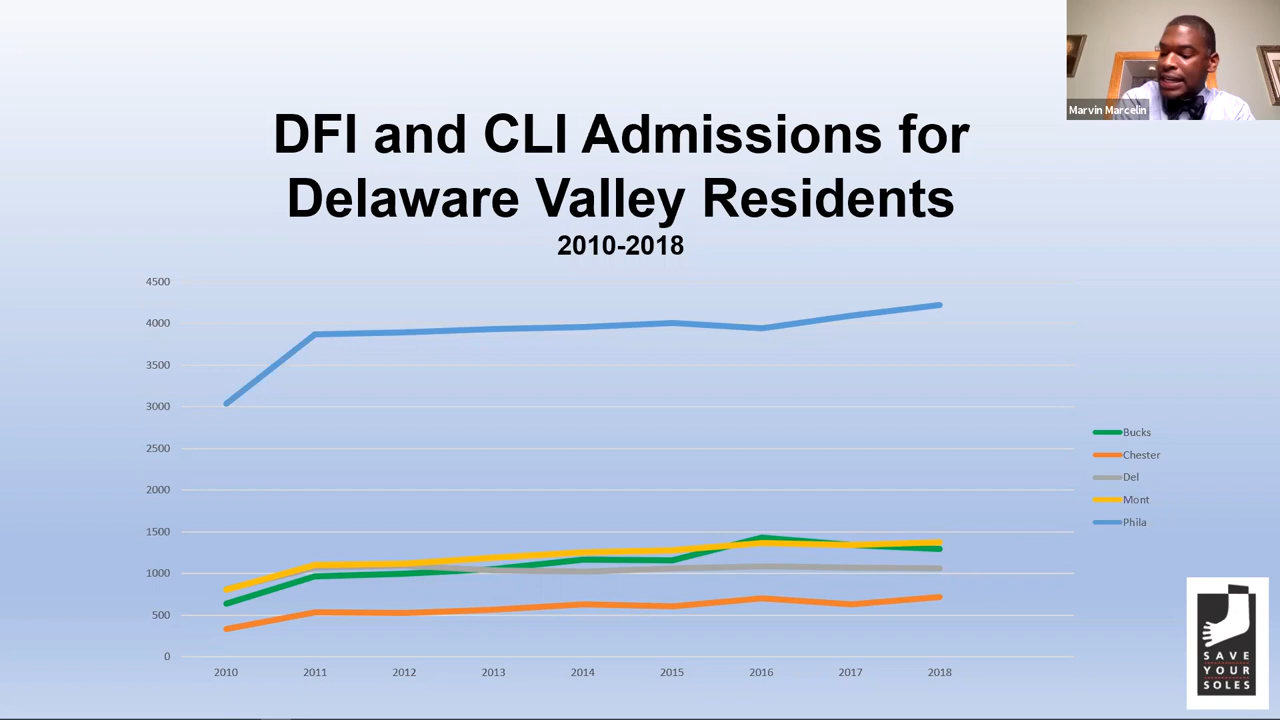 Marvin Marcelin
DFI and CLI Admissions for
Delaware Valley Residents
2010-2018
4500
4000
3500
3000
2500
2000
1500
1000
500
0
2010 2011 2012 2013 2014 2015 2016 2017 2018
Bucks
Chester
Del
Mont
Phila
SAVE
YOUR
SOLES